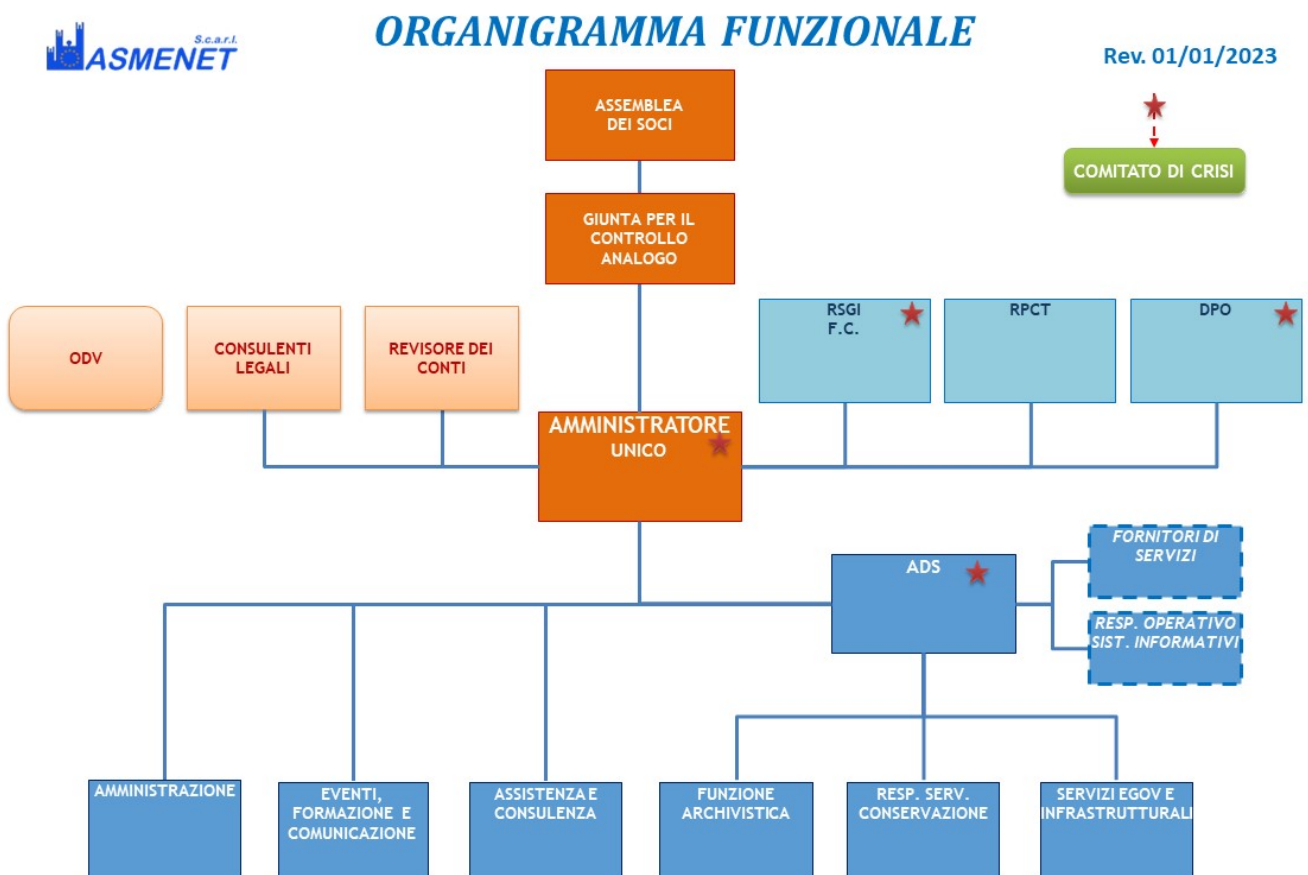 S.c.a.r.l.
ASMENET
ORGANIGRAMMA FUNZIONALE
Rev. 01/01/2023
ASSEMBLEA
DEI SOCI
COMITATO DI CRISI
GIUNTA PER IL
CONTROLLO
ANALOGO
ODV
CONSULENTI
LEGALI
REVISORE DEI
CONTI
RSGI
F.C.
RPCT
DPO
AMMINISTRATORE
UNICO
ADS
FORNITORI DI
SERVIZI
RESP. OPERATIVO
SIST. INFORMATIVI
AMMINISTRAZIONE
EVENTI,
FORMAZIONE E
COMUNICAZIONE
ASSISTENZA E
CONSULENZA
FUNZIONE
ARCHIVISTICA
RESP. SERV.
CONSERVAZIONE
SERVIZI EGOV E
INFRASTRUTTURALI